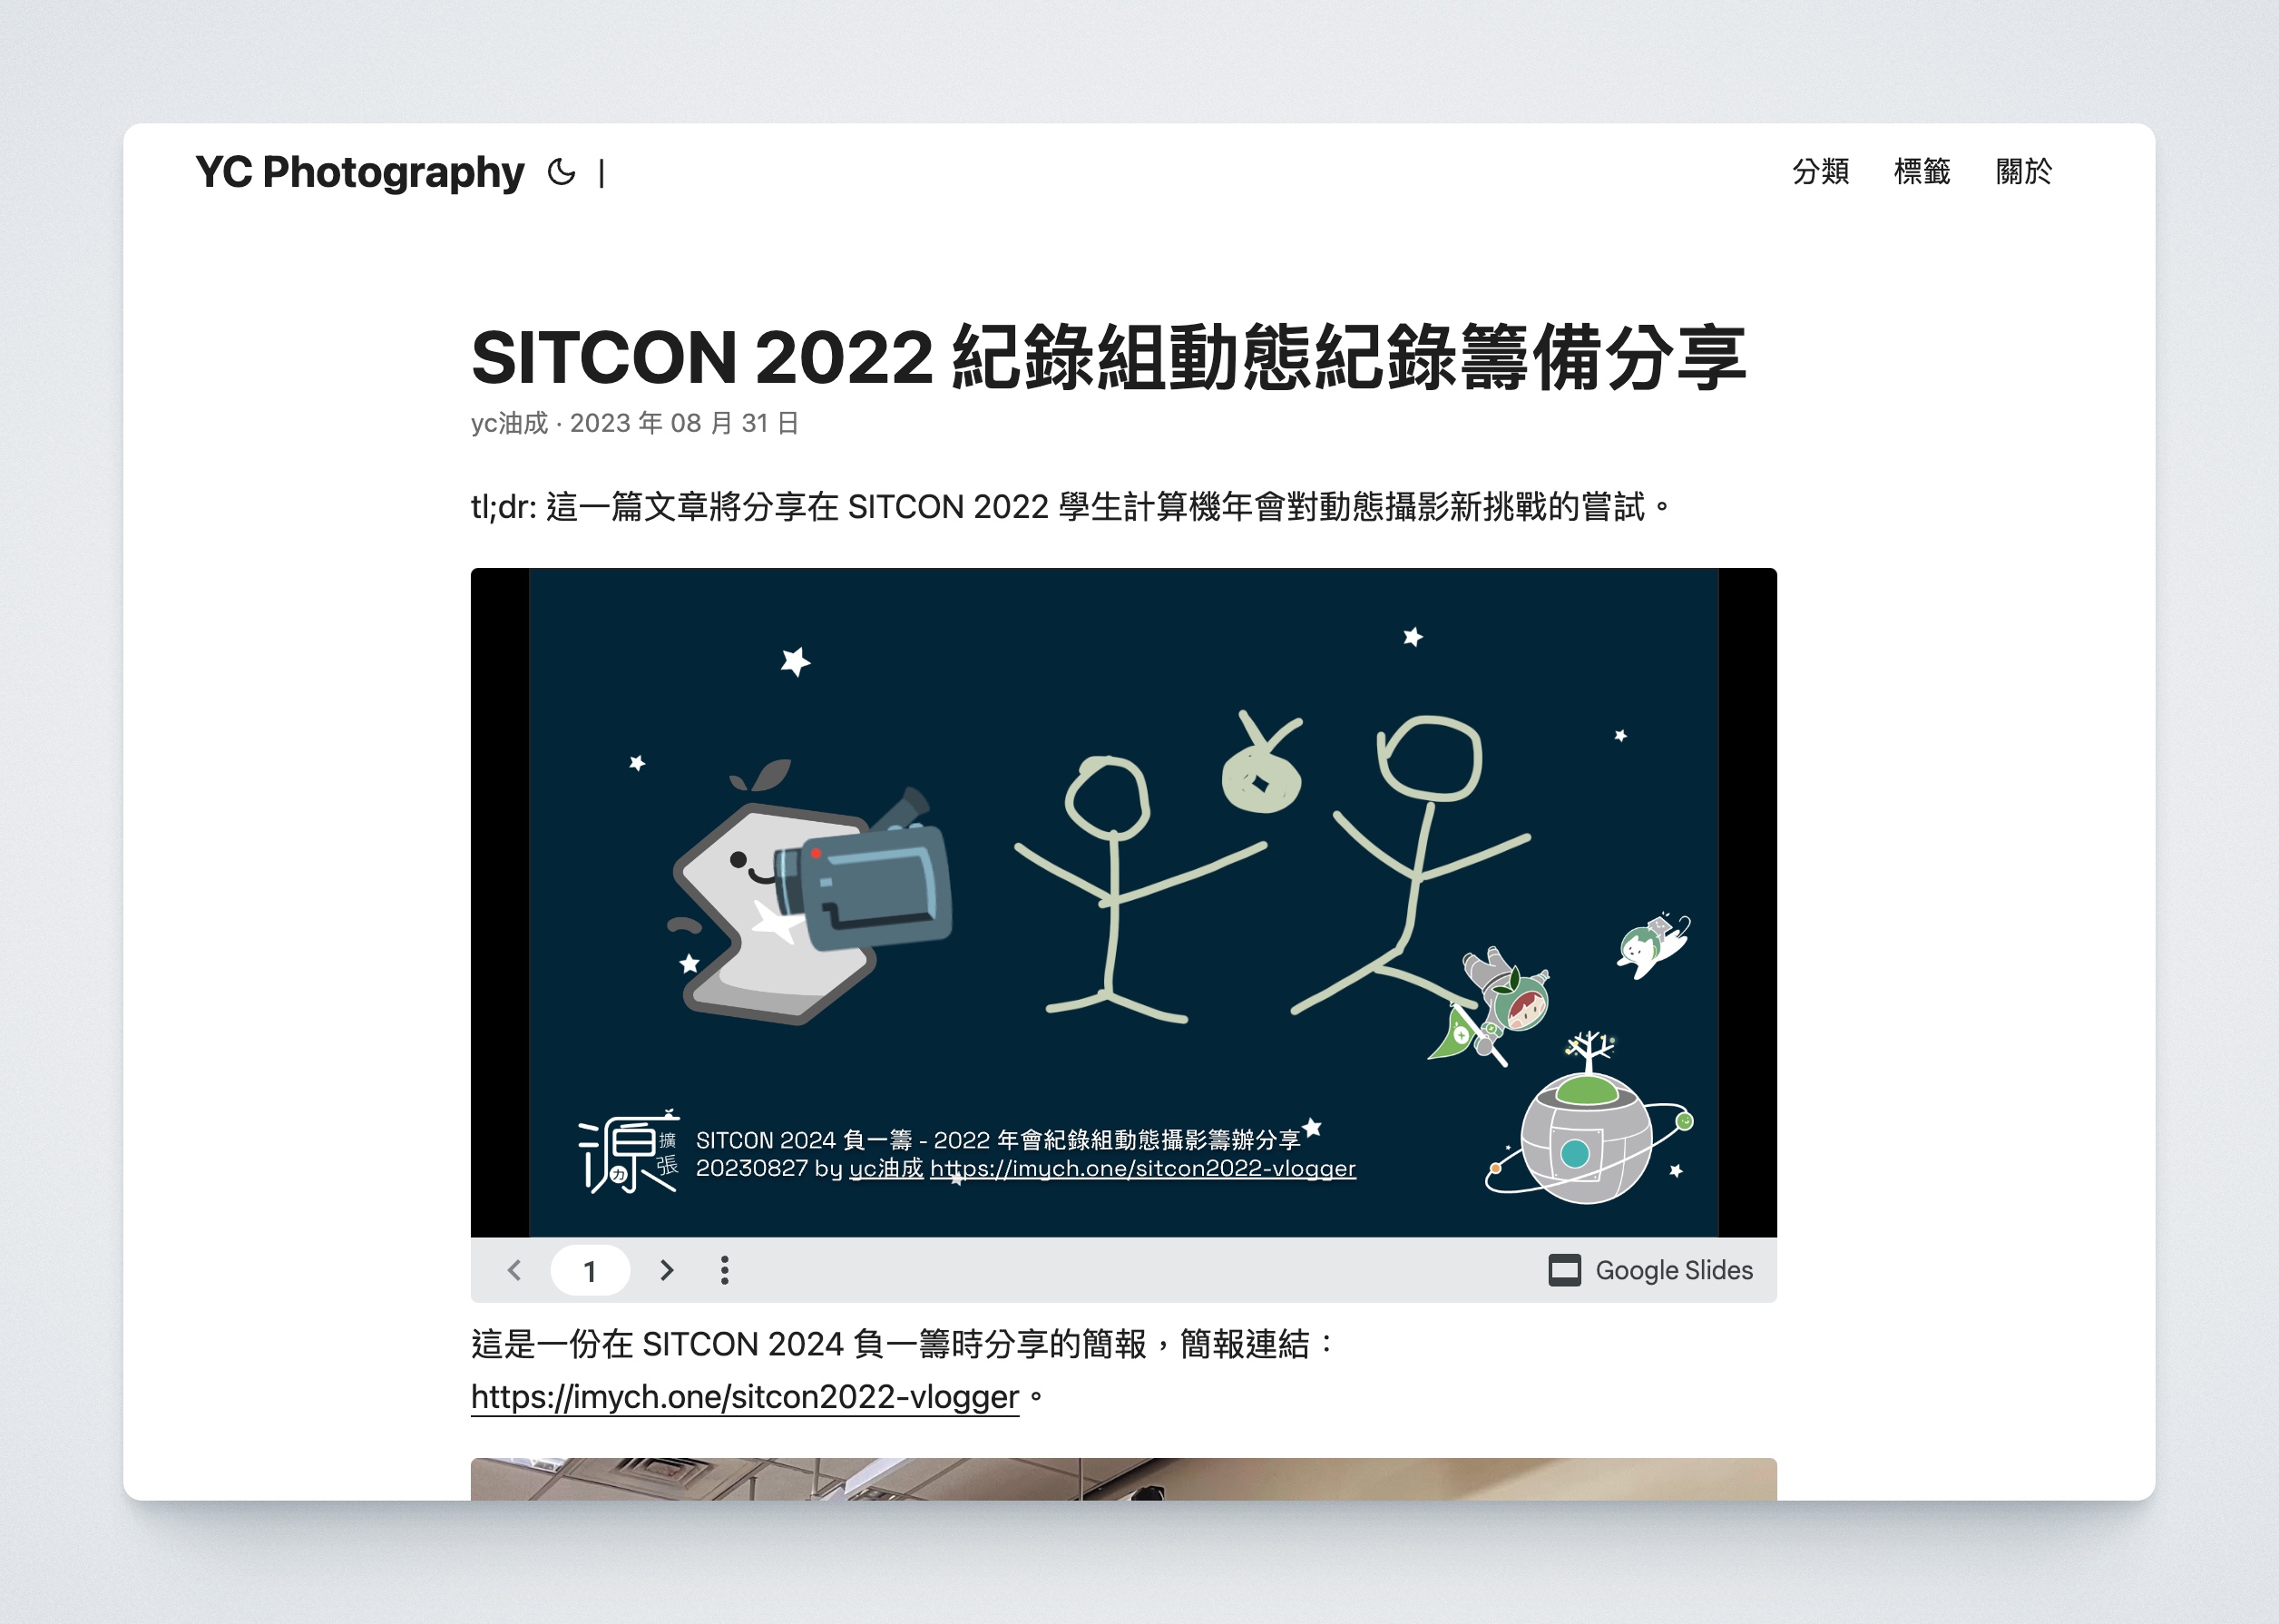 YC Photography |
分類 標籤 關於
SITCON 2022 紀錄組動態紀錄籌備分享
yc油成 · 2023 年 08 月 31 日
tl;dr: 這一篇文章將分享在 SITCON 2022 學生計算機年會對動態攝影新挑戰的嘗試。
源 力 擴張
SITCON 2024 負一籌 - 2022 年會紀錄組動態攝影籌辦分享
20230827 by yc油成 https://imych.one/sitcon2022-vlogger
1
Google Slides
這是一份在 SITCON 2024 負一籌時分享的簡報，簡報連結：
https://imych.one/sitcon2022-vlogger。